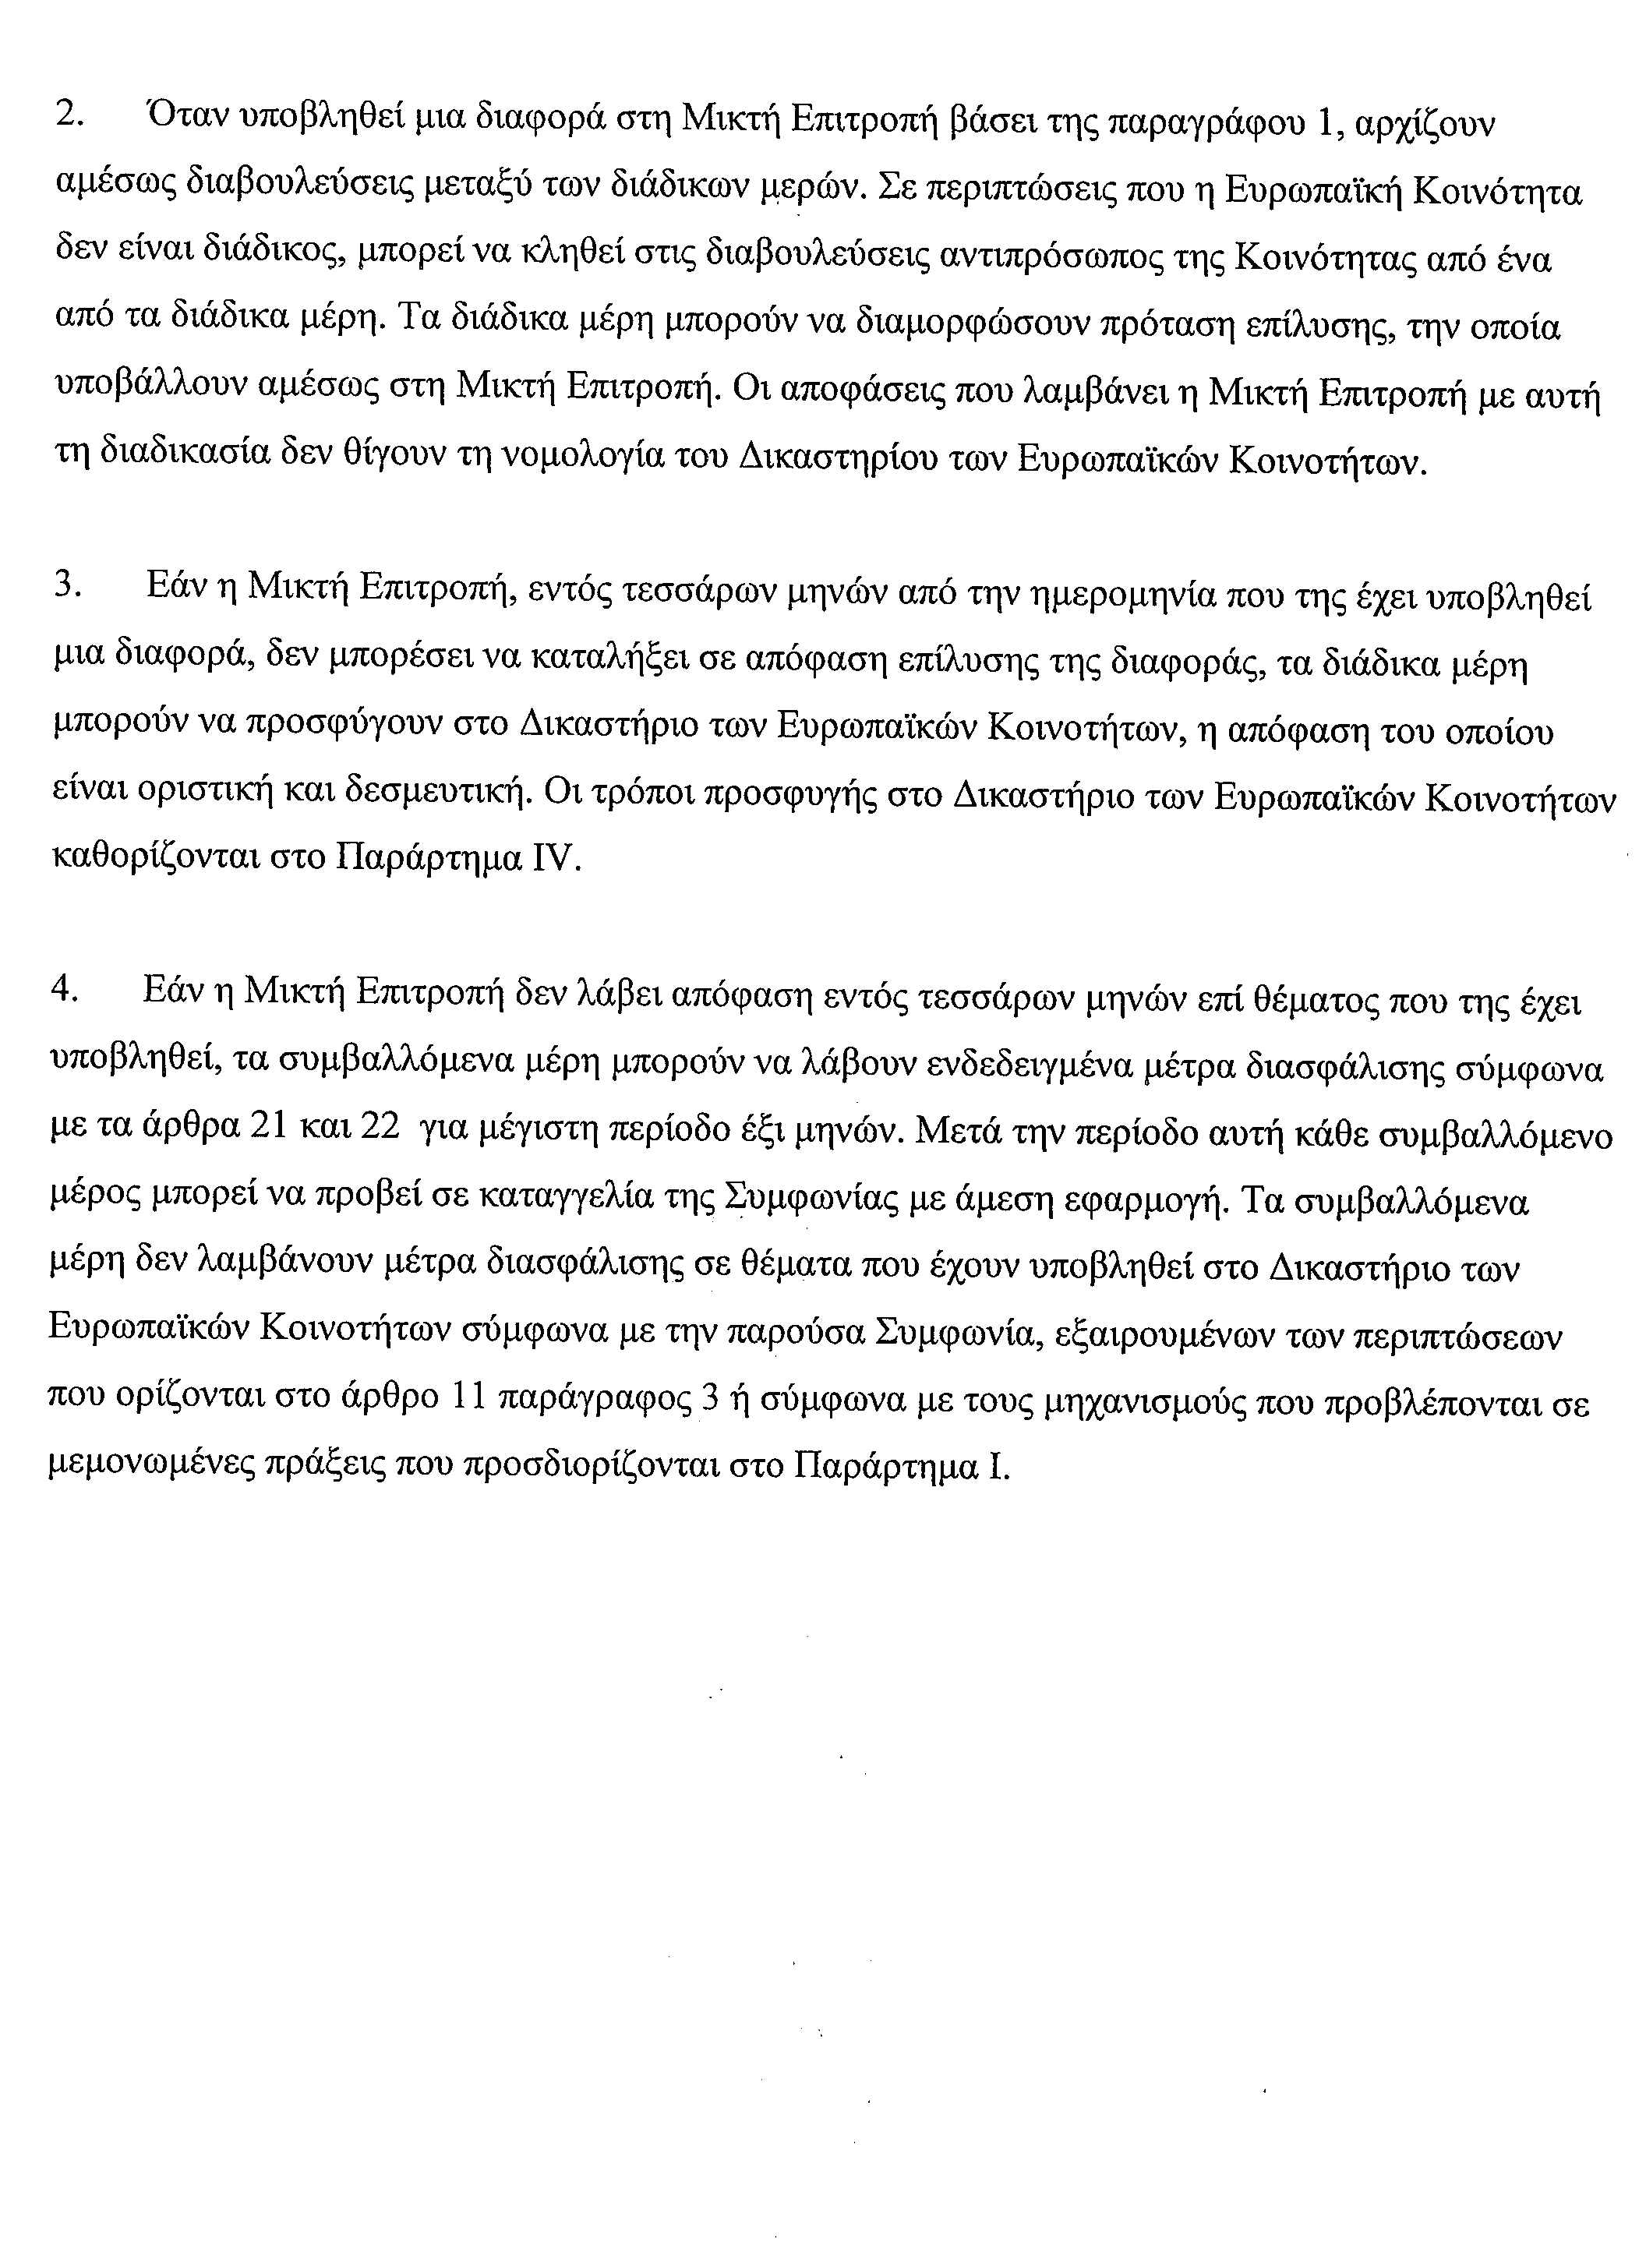 2. Όταν υποβληθεί μια διαφορά στη Μικτή Επιτροπή βάσει της παραγράφου 1, αρχίζουν
αμέσως διαβουλεύσεις μεταξύ των διάδικων μερών. Σε περιπτώσεις που η Ευρωπαϊκή Κοινότητα
δεν είναι διάδικος, μπορεί να κληθεί στις διαβουλεύσεις αντιπρόσωπος της Κοινότητας από ένα
από τα διάδικα μέρη. Τα διάδικα μέρη μπορούν να διαμορφώσουν πρόταση επίλυσης, την οποία
υποβάλλουν αμέσως στη Μικτή Επιτροπή. Οι αποφάσεις που λαμβάνει η Μικτή Επιτροπή με αυτή
τη διαδικασία δεν θίγουν τη νομολογία του Δικαστηρίου των Ευρωπαϊκών Κοινοτήτων.
3. Εάν η Μικτή Επιτροπή, εντός τεσσάρων μηνών από την ημερομηνία που της έχει υποβληθεί
μια διαφορά, δεν μπορέσει να καταλήξει σε απόφαση επίλυσης της διαφοράς, τα διάδικα μέρη
μπορούν να προσφύγουν στο Δικαστήριο των Ευρωπαϊκών Κοινοτήτων, η απόφαση του οποίου
είναι οριστική και δεσμευτική. Οι τρόποι προσφυγής στο Δικαστήριο των Ευρωπαϊκών Κοινοτήτων
καθορίζονται στο Παράρτημα IV.
4. Εάν η Μικτή Επιτροπή δεν λάβει απόφαση εντός τεσσάρων μηνών επί θέματος που της έχει
υποβληθεί, τα συμβαλλόμενα μέρη μπορούν να λάβουν ενδεδειγμένα μέτρα διασφάλισης σύμφωνα
με τα άρθρα 21 και 22 για μέγιστη περίοδο έξι μηνών. Μετά την περίοδο αυτή κάθε συμβαλλόμενο
μέρος μπορεί να προβεί σε καταγγελία της Συμφωνίας με άμεση εφαρμογή. Τα συμβαλλόμενα
μέρη δεν λαμβάνουν μέτρα διασφάλισης σε θέματα που έχουν υποβληθεί στο Δικαστήριο των
Ευρωπαϊκών Κοινοτήτων σύμφωνα με την παρούσα Συμφωνία, εξαιρουμένων των περιπτώσεων
που ορίζονται στο άρθρο 11 παράγραφος 3 ή σύμφωνα με τους μηχανισμούς που προβλέπονται σε
μεμονωμένες πράξεις που προσδιορίζονται στο Παράρτημα I.